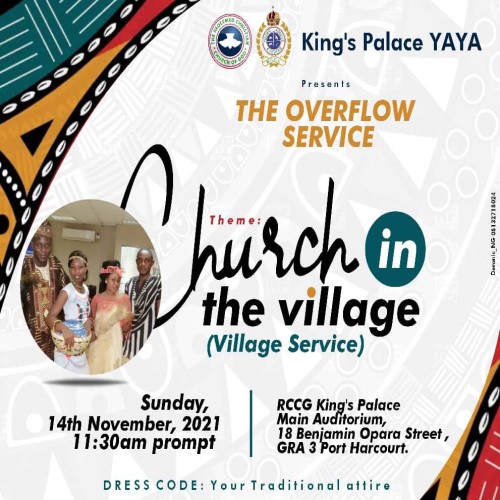 King's Palace YAYA
Presents
THE OVERFLOW
SERVICE
Theme:
Church in
the village
(Village Service)
Sunday,
14th November, 2021
11:30am prompt
RCCG King's Palace
Main Auditorium,
18 Benjamin Opara Street ,
GRA 3 Port Harcourt.
DRESS CODE: Your Traditional attire